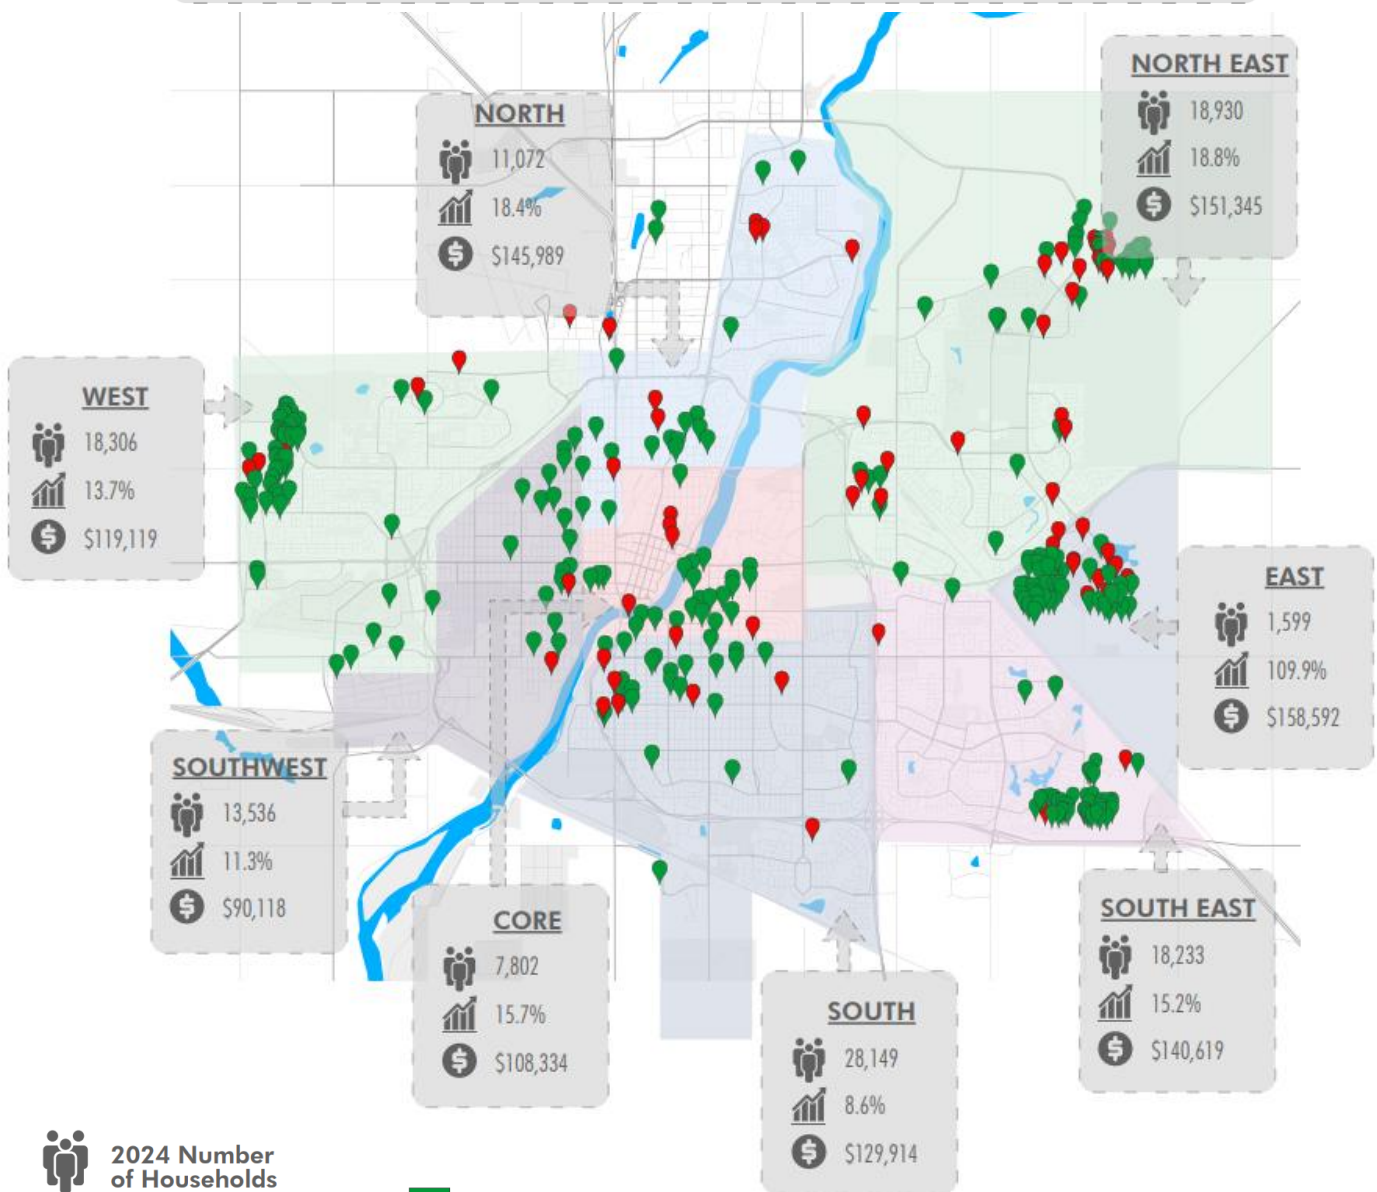 NORTH EAST
18,930
18.8%
$151,345
NORTH
11,072
18.4%
$145,989
WEST
18,306
13.7%
$119,119
EAST
1,599
109.9%
$158,592
SOUTHWEST
13,536
11.3%
$90,118
CORE
7,802
15.7%
$108,334
SOUTH EAST
18,233
15.2%
$140,619
SOUTH
28,149
8.6%
$129,914
2024 Number
of Households